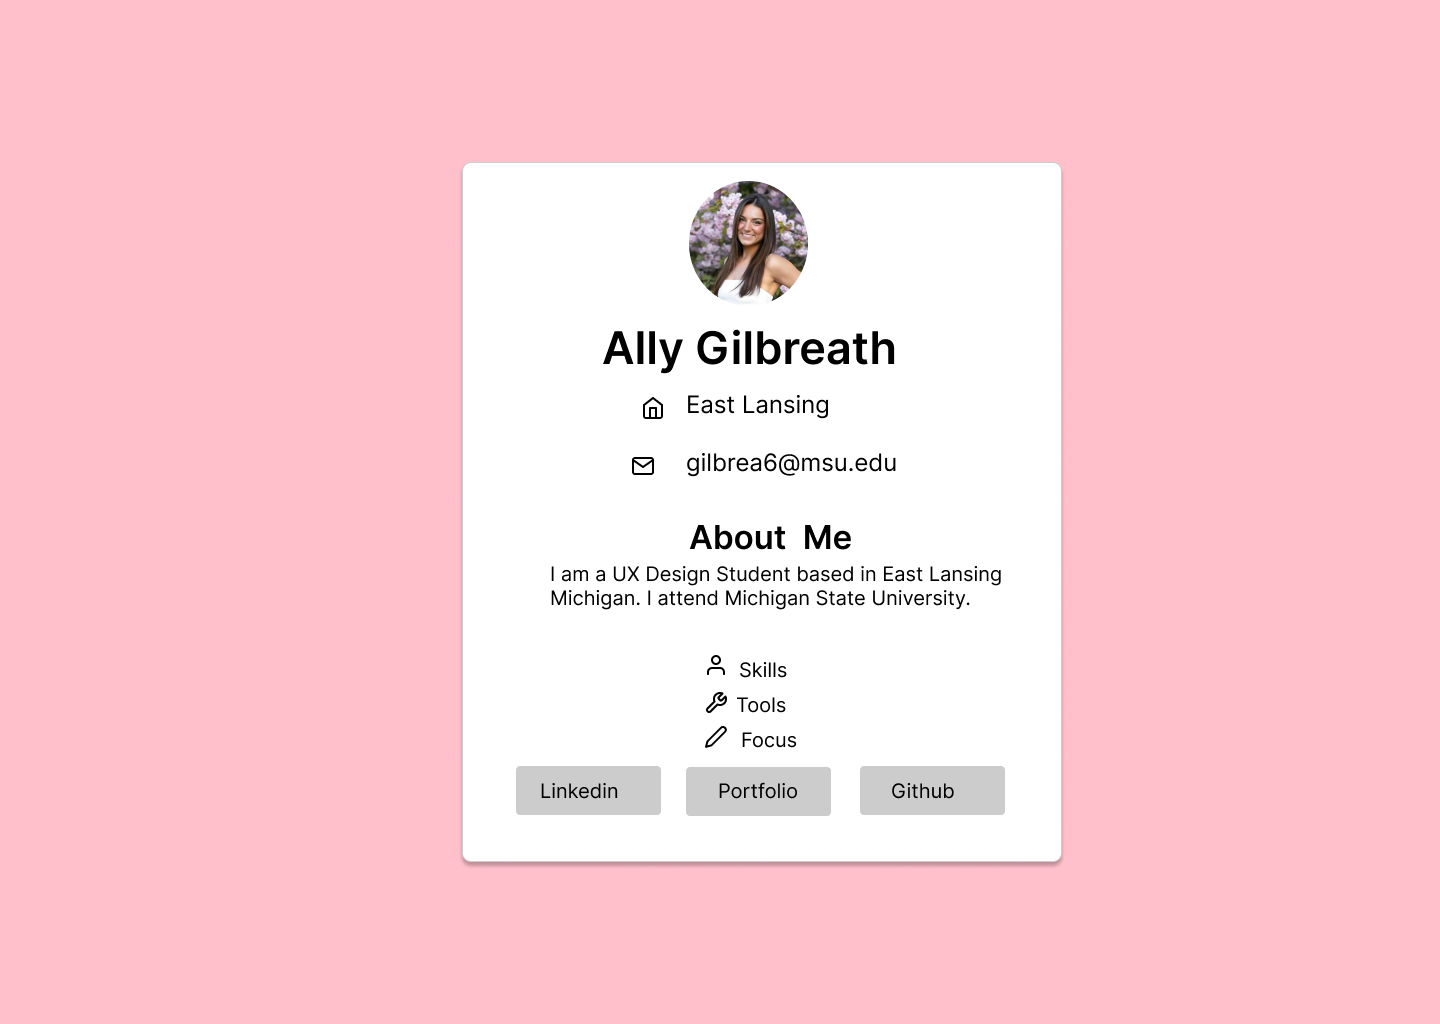 Ally Gilbreath
East Lansing
gilbrea6@msu.edu
About Me
I am a UX Design Student based in East Lansing
Michigan. I attend Michigan State University.
Skills
Tools
Focus
Linkedin
Portfolio
Github